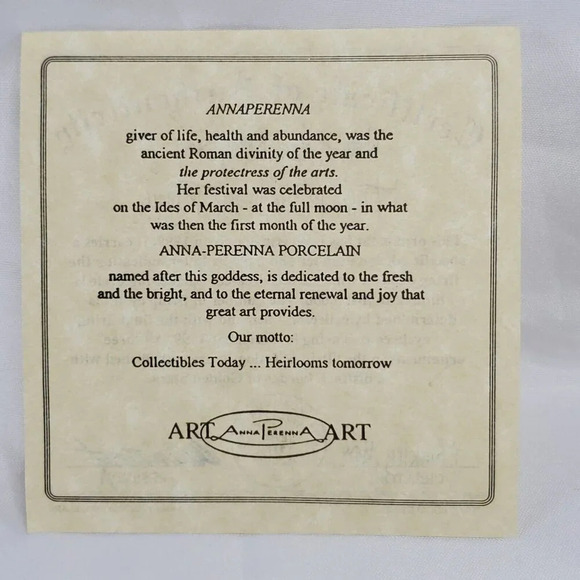 ANNAPERENNA
giver of life, health and abundance, was the
ancient Roman divinity of the year and
the protectress of the arts.
Her festival was celebrated
on the Ides of March - at the full moon - in what
was then the first month of the year.
ANNA-PERENNA PORCELAIN
named after this goddess, is dedicated to the fresh
and the bright, and to the eternal renewal and joy that
great art provides.
Our motto:
Collectibles Today ... Heirlooms tomorrow
ART ANNA PERENNA ART